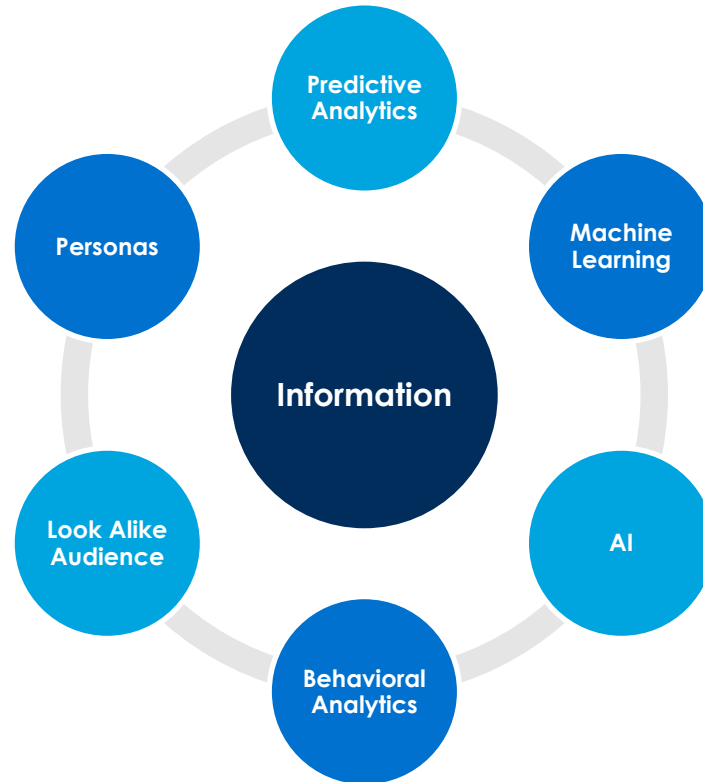 Predictive
Analytics
Machine
Learning
AI
Behavioral
Analytics
Look Alike
Audience
Personas
Information